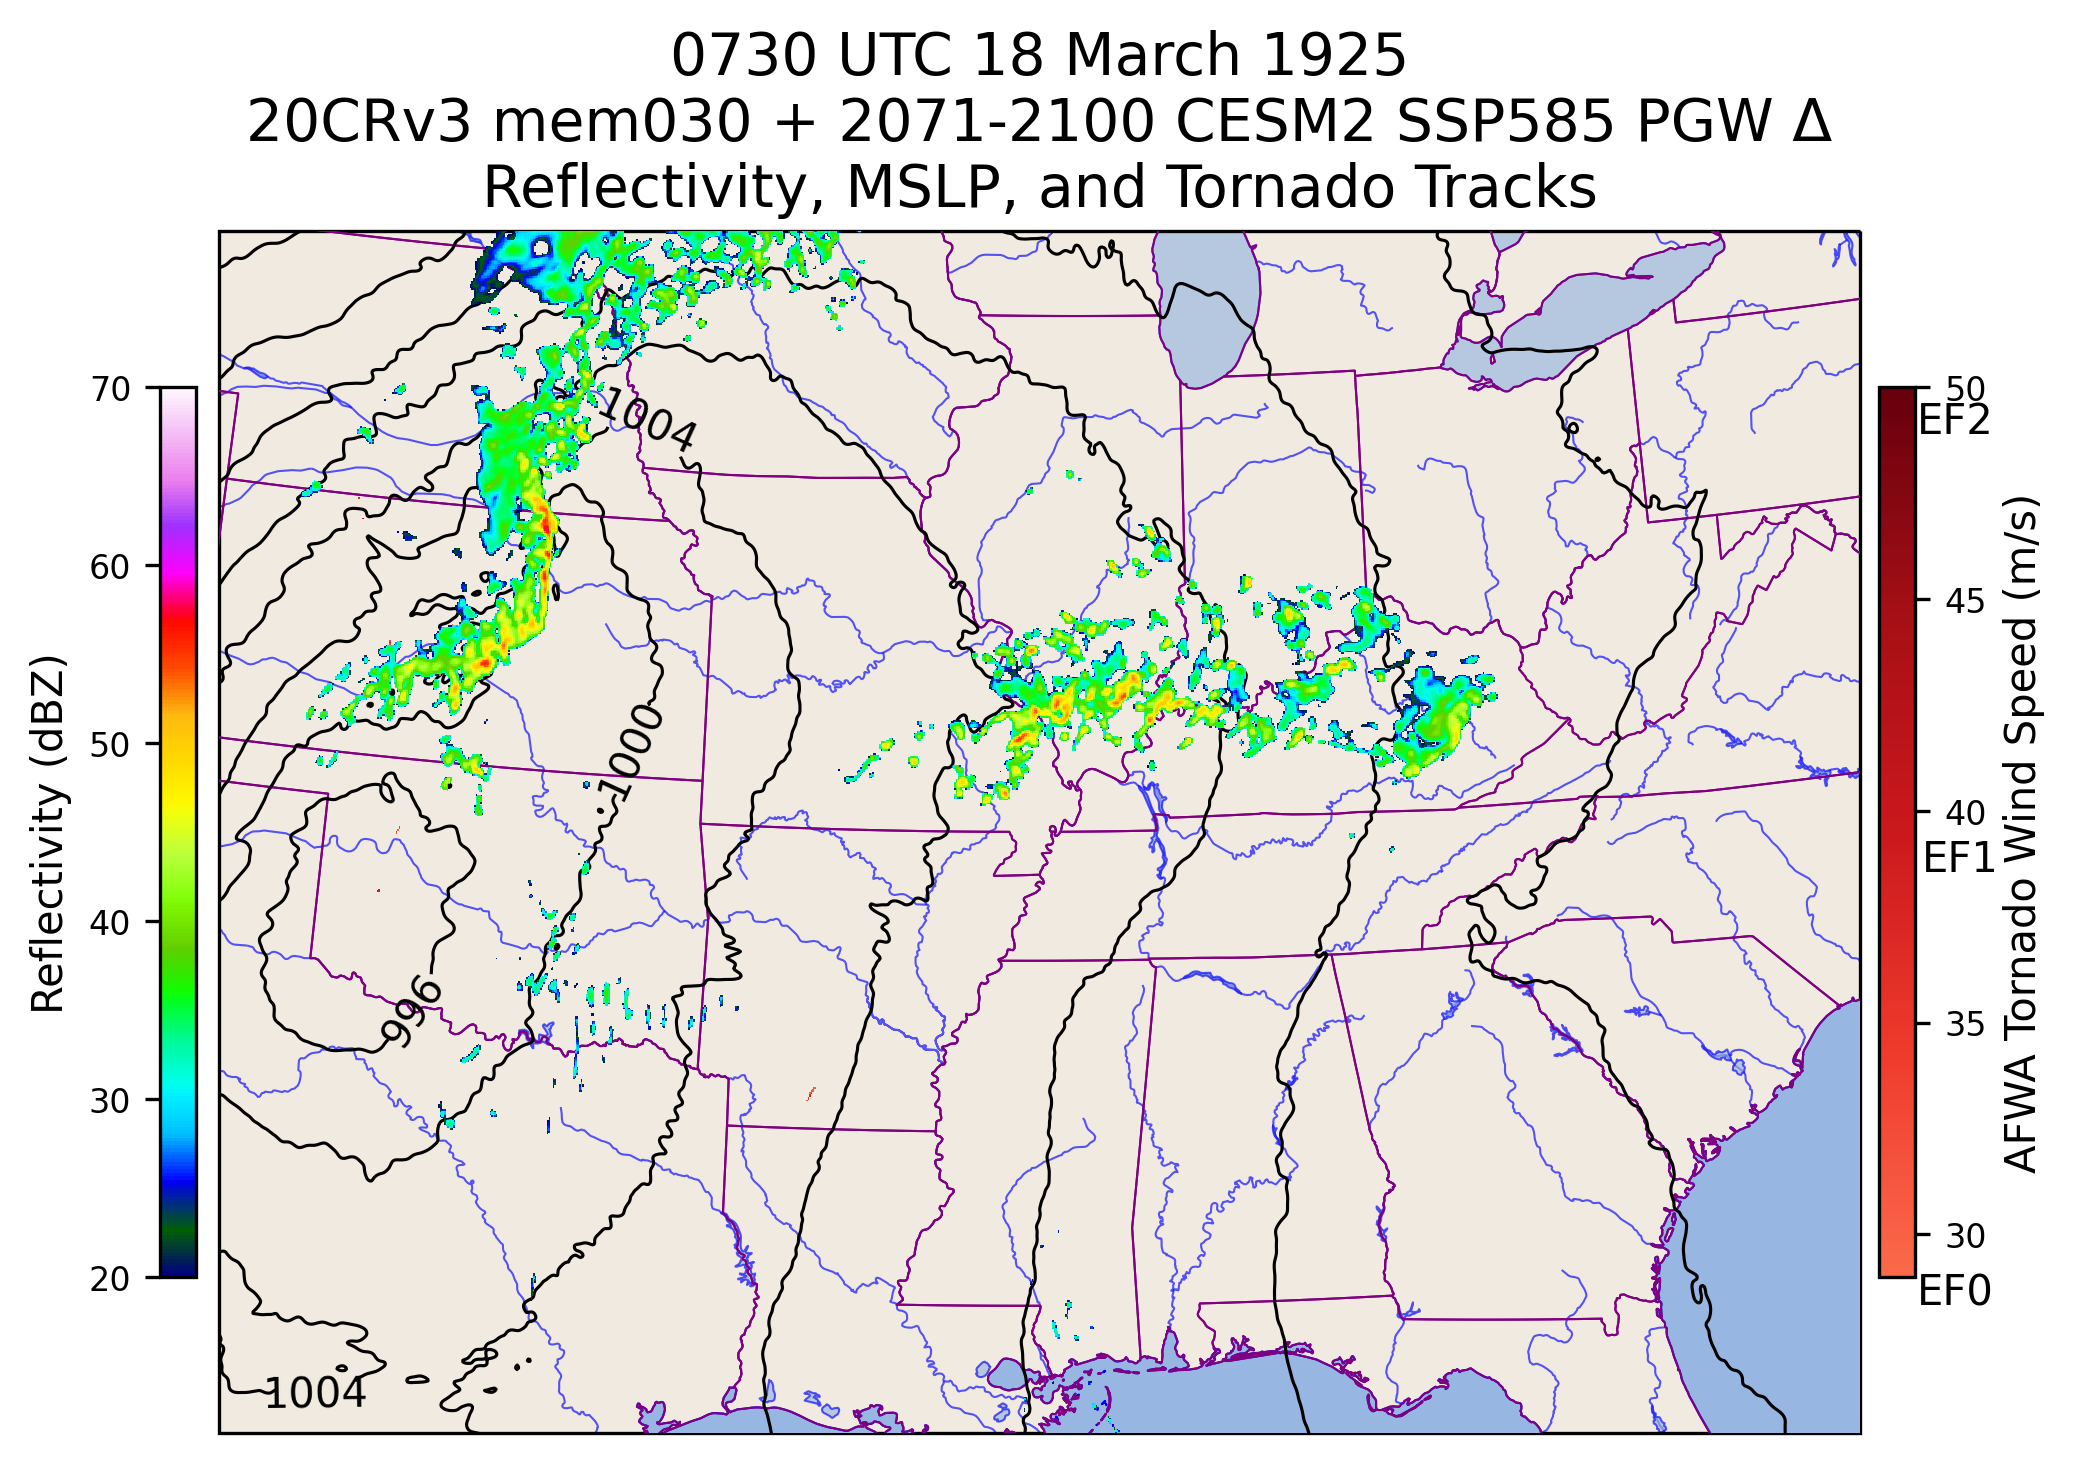 0730 UTC 18 March 1925
20CRv3 mem030 + 2071-2100 CESM2 SSP585 PGW Δ
Reflectivity, MSLP, and Tornado Tracks
70
60
50
40
30
20
Reflectivity (dBZ)
1004
1000
996
1004
50
EF2
45
40
EF1
35
30
EF0
AFWA Tornado Wind Speed (m/s)